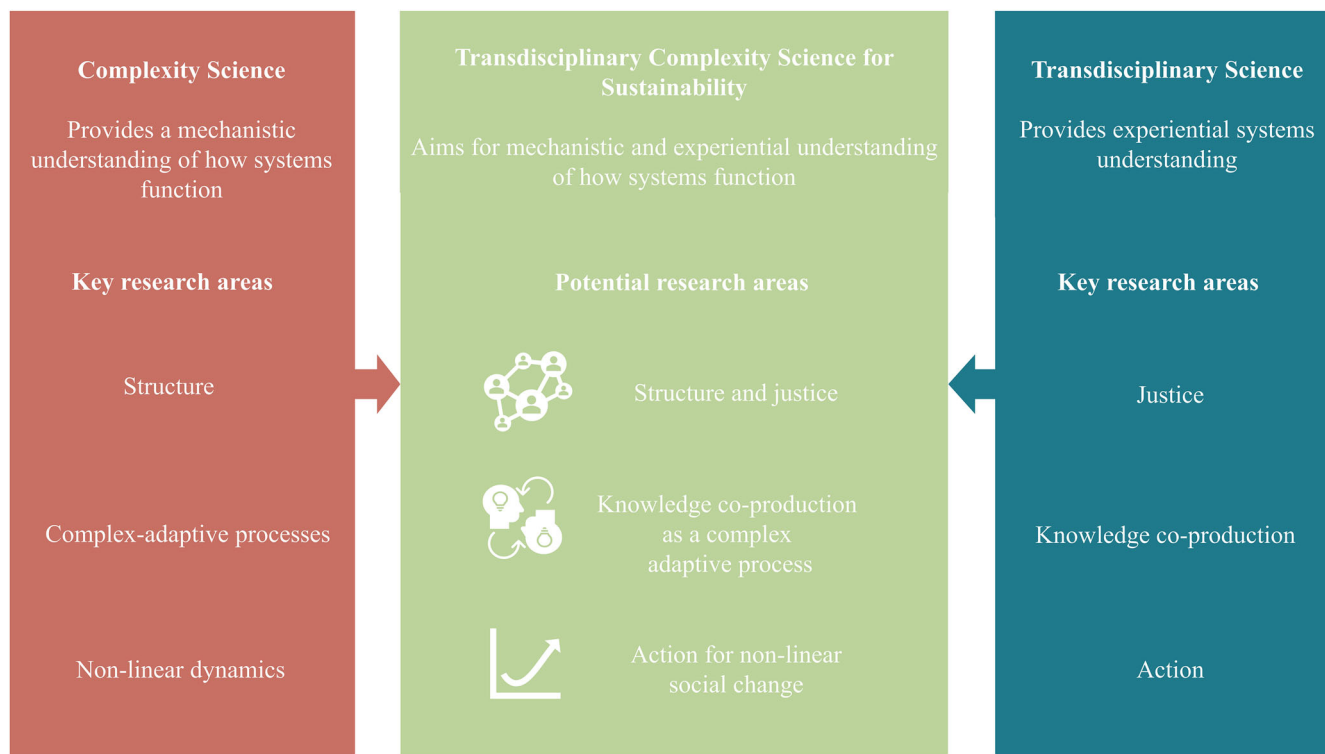 Complexity Science
Provides a mechanistic
understanding of how systems
function
Key research areas
Structure
Complex-adaptive processes
Non-linear dynamics
Transdisciplinary Complexity Science for
Sustainability
Aims for mechanistic and experiential understanding
of how systems function
Potential research areas
Structure and justice
Knowledge co-production
as a complex
adaptive process
Action for non-linear
social change
Transdisciplinary Science
Provides experiential systems
understanding
Key research areas
Justice
Knowledge co-production
Action